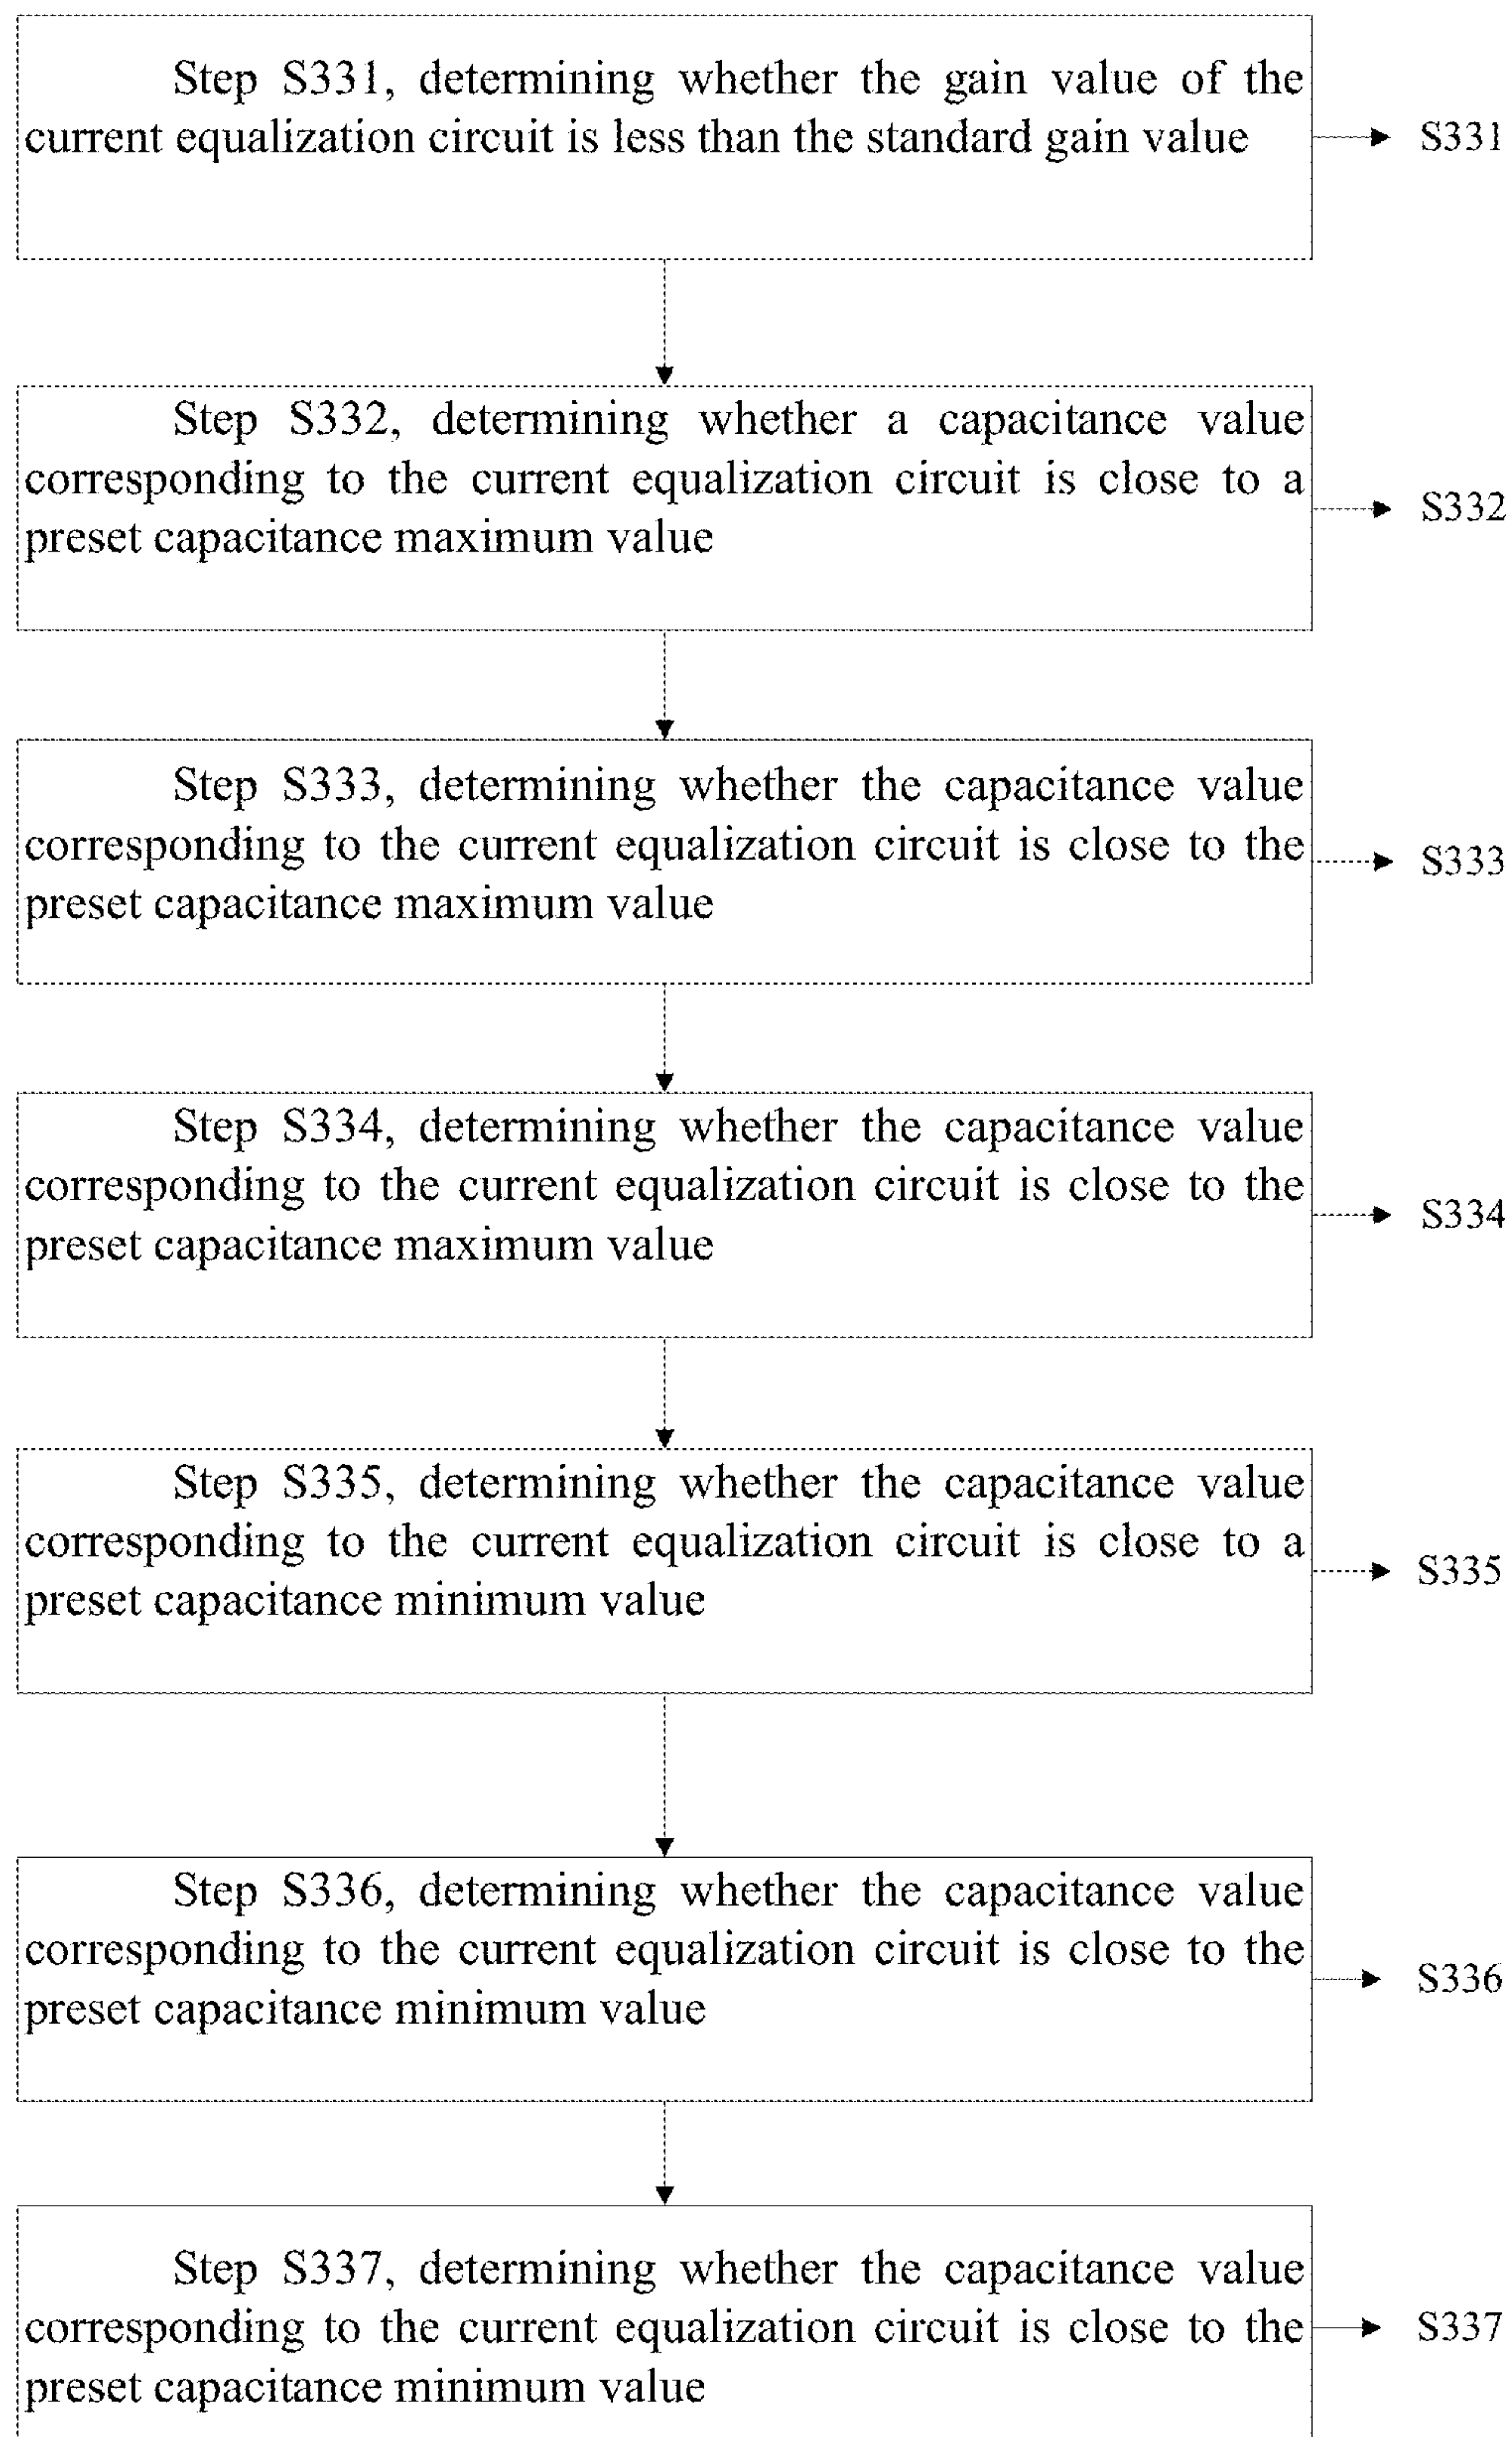 Step S331, determining whether the gain value of the
current equalization circuit is less than the standard gain value
S331
Step S332, determining whether a capacitance value
corresponding to the current equalization circuit is close to a
preset capacitance maximum value
S332
Step S333, determining whether the capacitance value
corresponding to the current equalization circuit is close to the
preset capacitance maximum value
S333
Step S334, determining whether the capacitance value
corresponding to the current equalization circuit is close to the
preset capacitance maximum value
S334
Step S335, determining whether the capacitance value
corresponding to the current equalization circuit is close to a
preset capacitance minimum value
S335
Step S336, determining whether the capacitance value
corresponding to the current equalization circuit is close to the
preset capacitance minimum value
S336
Step S337, determining whether the capacitance value
corresponding to the current equalization circuit is close to the
preset capacitance minimum value
S337